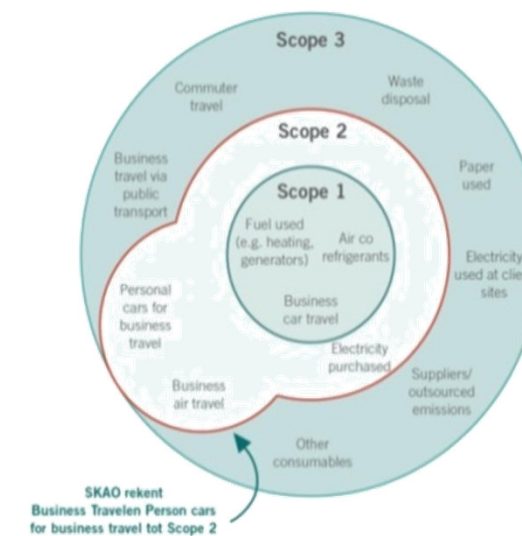 Scope 3
Commuter
travel
Waste
disposal
Scope 2
Business
travel via
public
transport
Paper
used
Scope 1
Fuel used
(e.g. heating,
generators)
Air co
refrigerants
Electricity
used at clie
sites
Personal
cars for
business
travel
Business
car travel
Electricity
purchased
Business
air travel
Suppliers/
outsourced
emissions
Other
consumables
SKAO rekent
Business Travelen Person cars
for business travel tot Scope 2